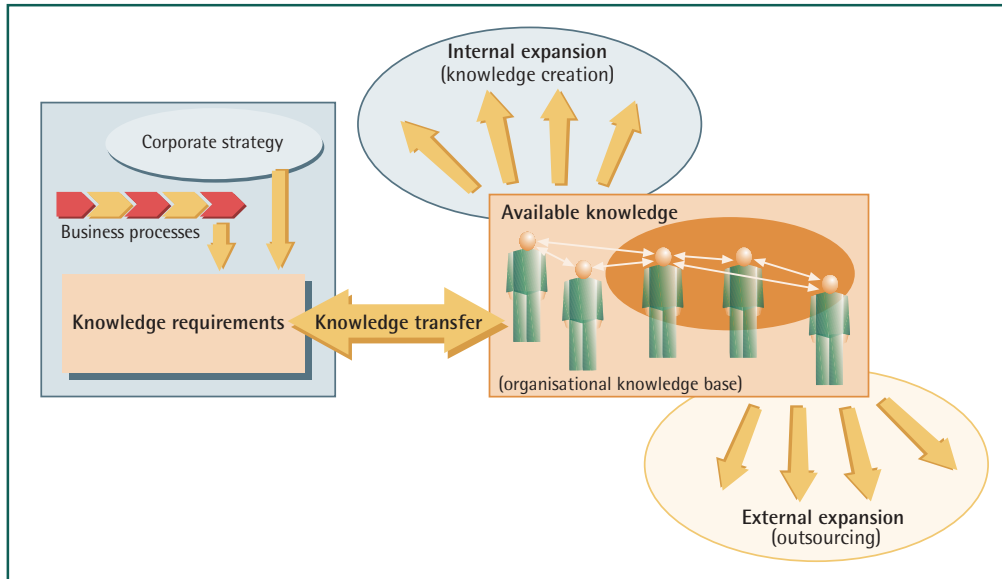 Internal expansion
(knowledge creation)
Corporate strategy
Business processes
Available knowledge
Knowledge requirements
Knowledge transfer
(organisational knowledge base)
External expansion
(outsourcing)